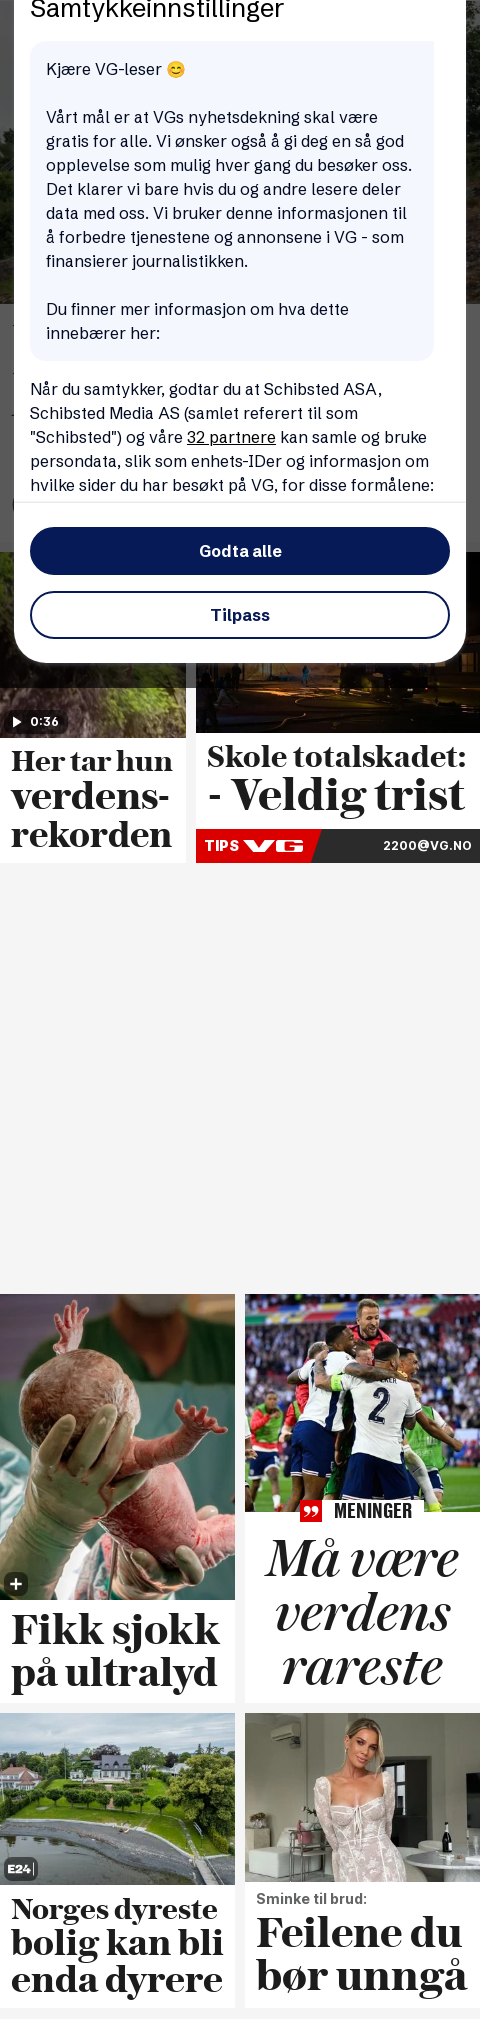 Samtykkeinnstillinger
Kjære VG-leser 😊
Vårt mål er at VGs nyhetsdekning skal være
gratis for alle. Vi ønsker også å gi deg en så god
opplevelse som mulig hver gang du besøker oss.
Det klarer vi bare hvis du og andre lesere deler
data med oss. Vi bruker denne informasjonen til
å forbedre tjenestene og annonsene i VG - som
finansierer journalistikken.
Du finner mer informasjon om hva dette
innebærer her:
Når du samtykker, godtar du at Schibsted ASA,
Schibsted Media AS (samlet referert til som
"Schibsted") og våre 32 partnere kan samle og bruke
persondata, slik som enhets-IDer og informasjon om
hvilke sider du har besøkt på VG, for disse formålene:
Godta alle
Tilpass
0:36
Her tar hun
verdens-
rekorden
Skole totalskadet:
- Veldig trist
TIPS VG 2200@VG.NO
Fikk sjokk
på ultralyd
2
MENINGER
Må være
verdens
rareste
E24
Norges dyreste
bolig kan bli
enda dyrere
Sminke til brud:
Feilene du
bør unngå